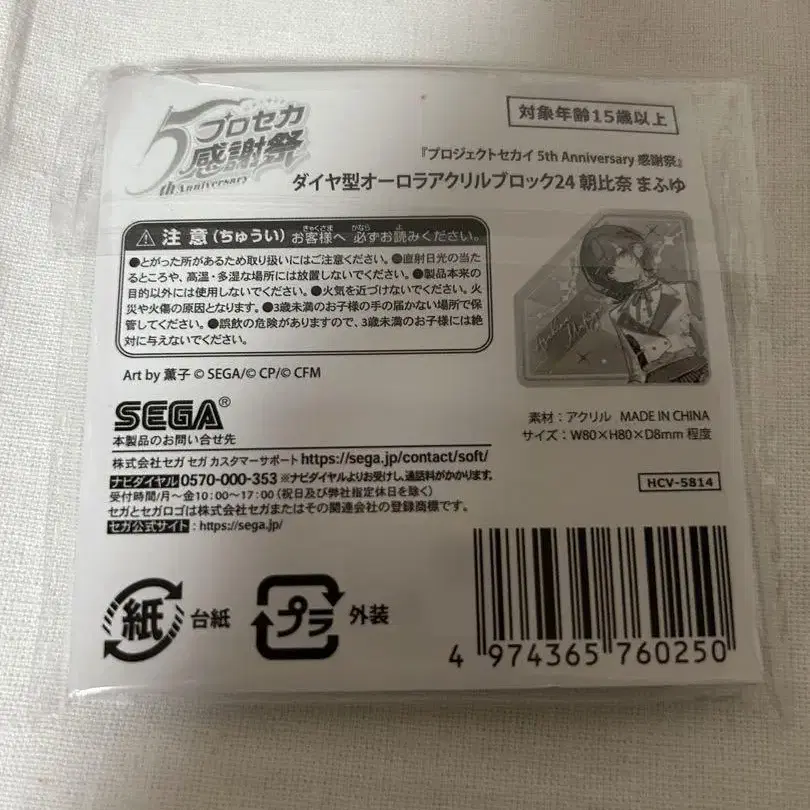 5
プロセカ
感謝祭
th Anniversary
対象年齢15歳以上
『プロジェクトセカイ 5th Anniversary 感謝祭』
ダイヤ型オーロラアクリルブロック24 朝比奈 まふゆ
⚠ 注意(ちゅうい) お客様へ 必ずお読みください。
きゃくさま かなら よ
●とがった所があるため取扱いにはご注意ください。●直射日光の当た
るところや、高温・多湿な場所には放置しないでください。●製品本来の
目的以外には使用しないでください。●火気を近づけないでください。火
災や火傷の原因となります。●3歳未満のお子様の手の届かない場所で保
管してください。●誤飲の危険がありますので、3歳未満のお子様には絶
対に与えないでください。
Art by 薫子 © SEGA/© CP/© CFM
素材：アクリル MADE IN CHINA
サイズ：W80×H80×D8mm 程度
SEGA®
本製品のお問い合せ先
株式会社セガ セガ カスタマーサポート https://sega.jp/contact/soft/
ナビダイヤル 0570-000-353 ※ナビダイヤルよりお受けし、通話料がかかります。
受付時間/月～金10:00～17:00(祝日及び弊社指定休日を除く)
セガとセガロゴは株式会社セガまたはその関連会社の登録商標です。
セガ公式サイト：https://sega.jp/
HCV-5814
紙 台紙
プラ 外装
4 974365 760250